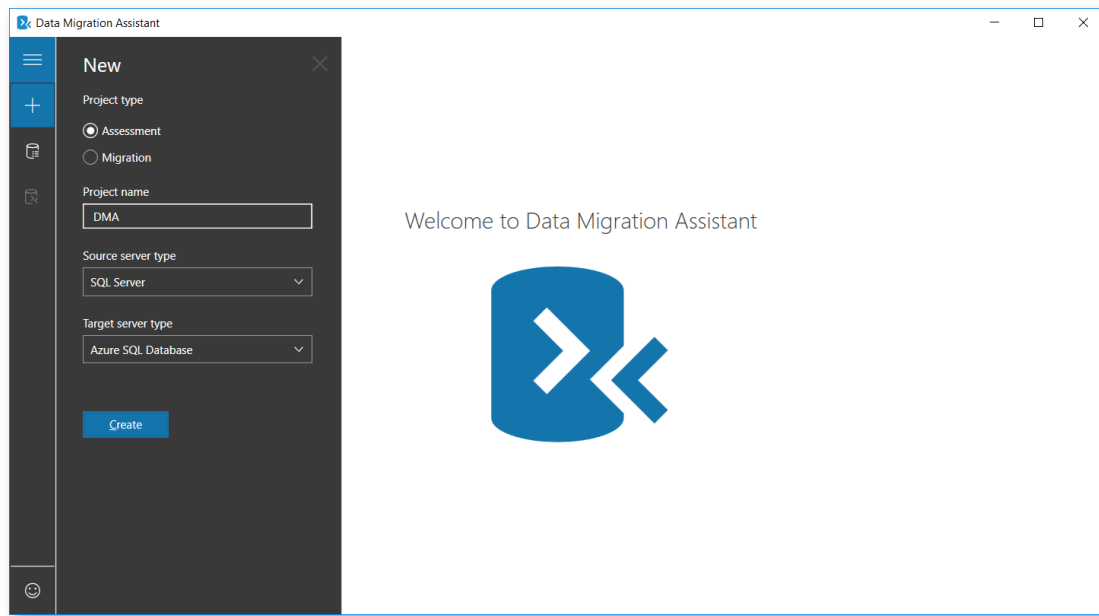 Data Migration Assistant
New
Project type
Assessment
Migration
Project name
DMA
Source server type
SQL Server
Target server type
Azure SQL Database
Create
Welcome to Data Migration Assistant